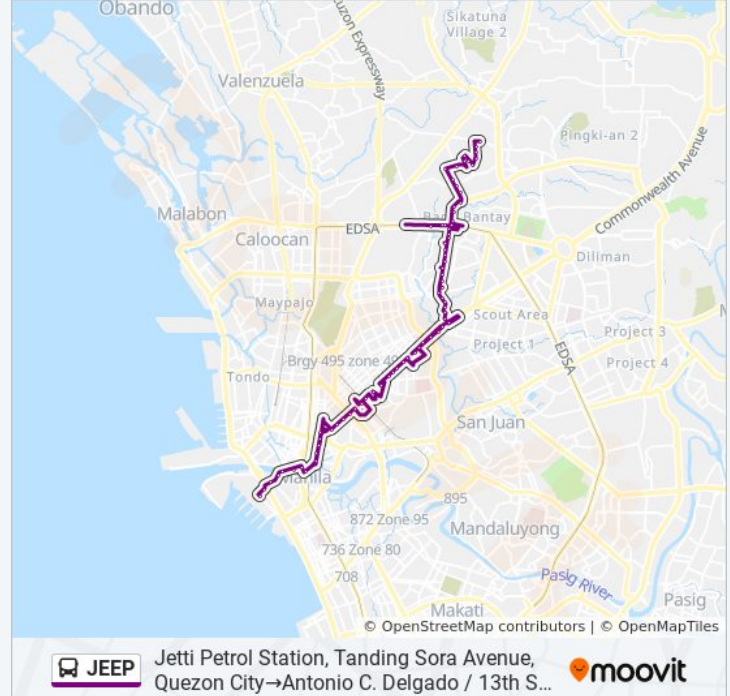 Obando
Sikatuna
Village 2
uzon Expressway
Valenzuela
Pingki-an 2
Commonwealth Avenue
Malabon
EDSA
Bantay
Caloocan
Diliman
Maypajo
Scout Area
Project 3
Project 1
EDSA
Brgy 495 zone 49
Project 4
Tondo
San Juan
Manila
895
872 Zone 95
Mandaluyong
736 Zone 80
708
Pasig River
Pasig
Makati
© OpenStreetMap contributors | © OpenMapTiles
JEEP
Jetti Petrol Station, Tanding Sora Avenue,
Quezon City→Antonio C. Delgado / 13th S...
moovit